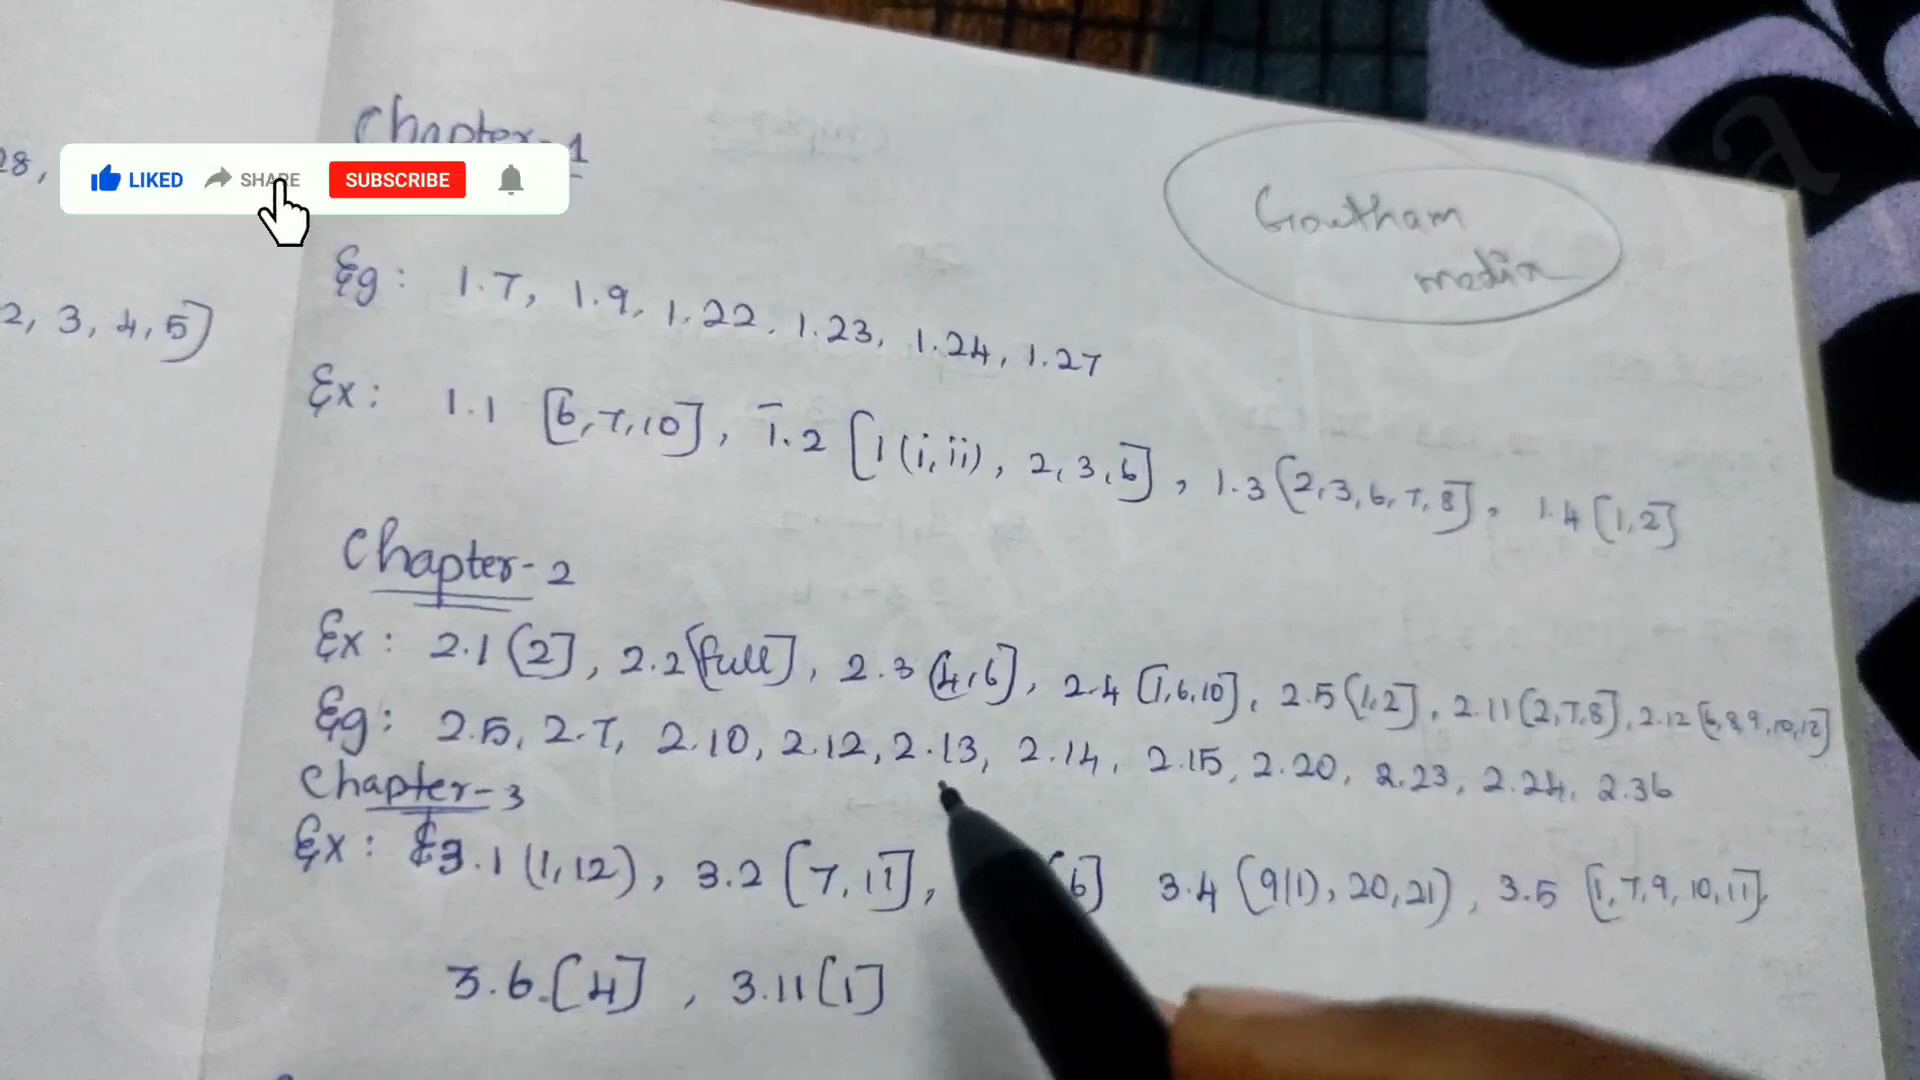 Chapter-1
28,
LIKED SHARE SUBSCRIBE
Gowtham
media
Eg: 1.7, 1.9, 1.22, 1.23, 1.24, 1.27
2, 3, 4, 5]
Ex: 1.1 [6,7,10], 1.2 [1(i,ii), 2,3,6], 1.3[2,3,6,7,8], 1.4[1,2]
Chapter-2
Ex: 2.1[2], 2.2[full], 2.3[4,6], 2.4[1,6,10], 2.5[1,2], 2.11[2,7,8], 2.12[6,8,9,10,12]
Eg: 2.5, 2.7, 2.10, 2.12, 2.13, 2.14, 2.15, 2.20, 2.23, 2.24, 2.36
Chapter-3
Ex: 3.1(1,12), 3.2[7,11], 6] 3.4(9(1), 20,21), 3.5 [1,7,9,10,11].
3.6.[4], 3.11[1]